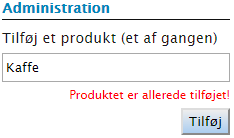 Administration
Tilføj et produkt (et af gangen)
Kaffe
Produktet er allerede tilføjet!
Tilføj